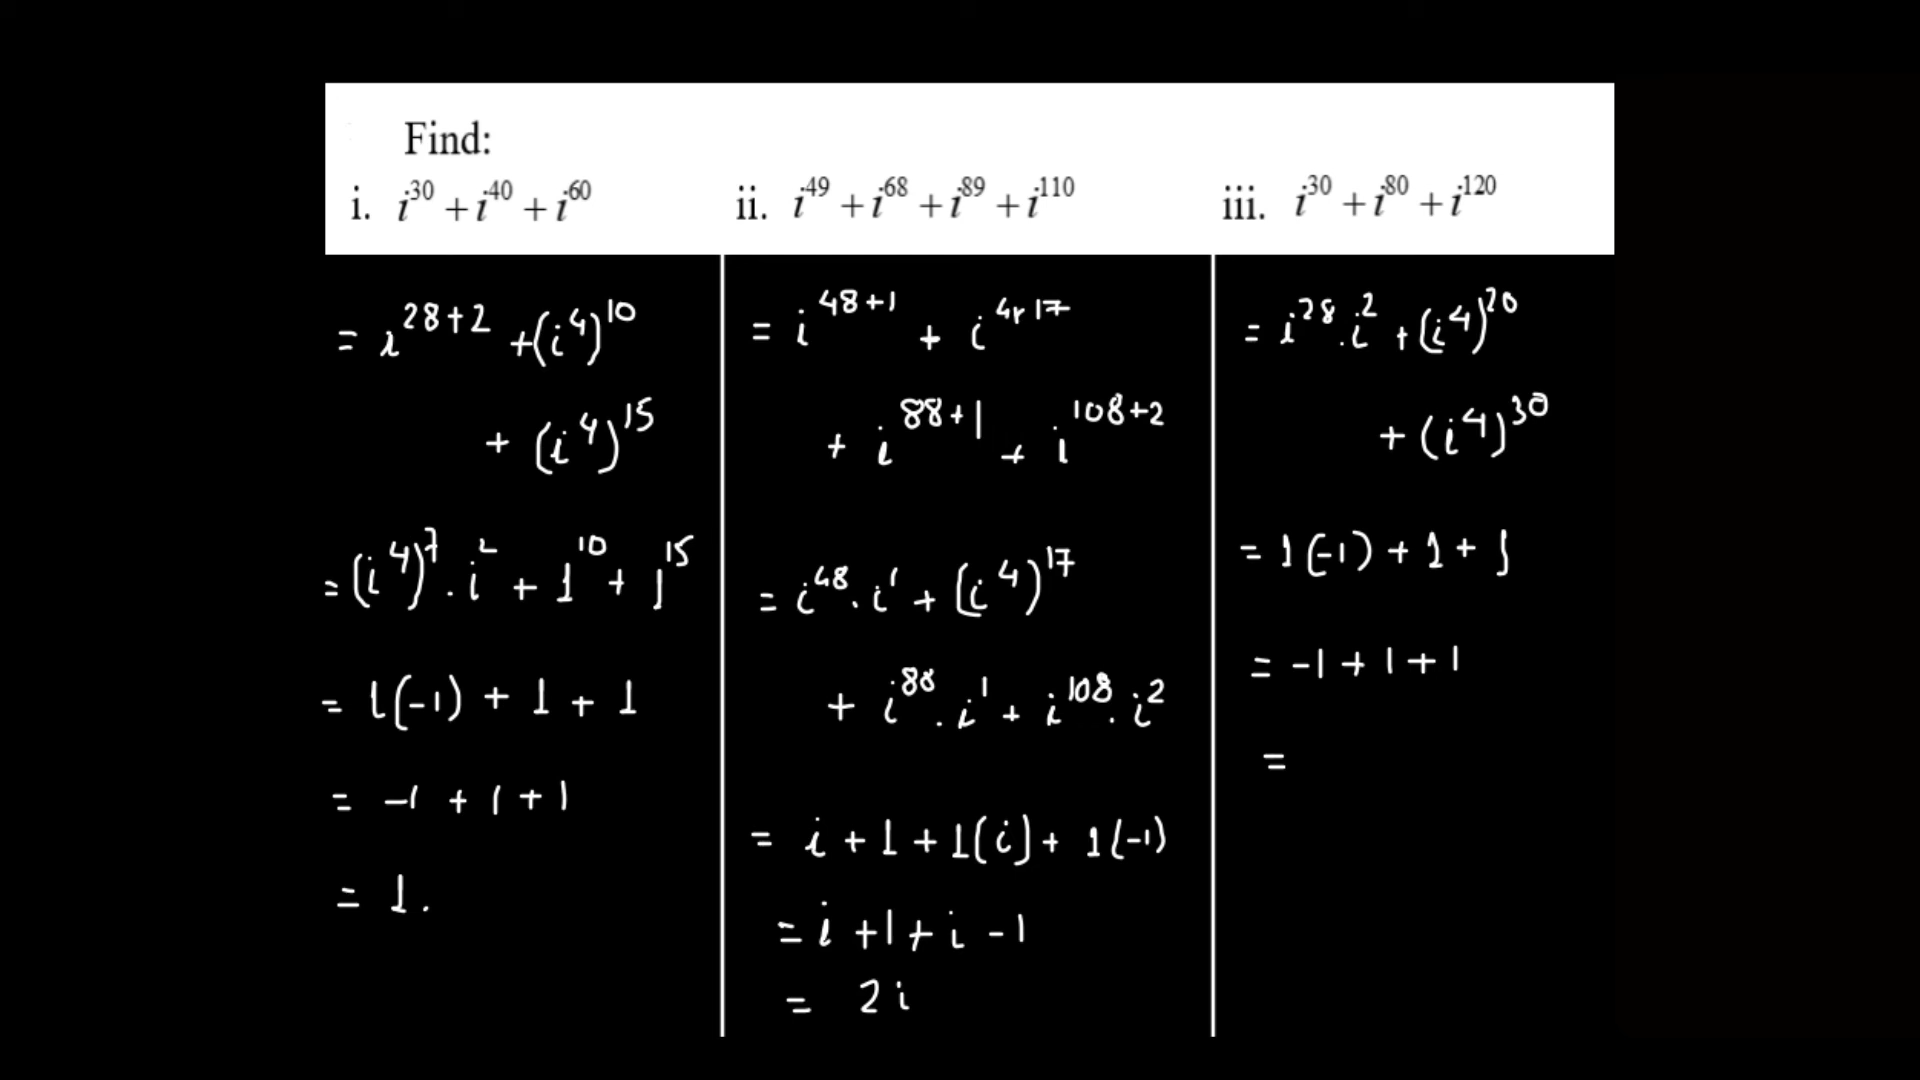 Find:
i. i^30 + i^40 + i^60
ii. i^49 + i^68 + i^89 + i^110
iii. i^30 + i^80 + i^120
= i^28+2 + (i^4)^10
+ (i^4)^15
= (i^4)^7 . i^2 + 1^10 + 1^15
= 1(-1) + 1 + 1
= -1 + 1 + 1
= 1.
= i^48+1 + i^4×17
+ i^88+1 + i^108+2
= i^48 . i^1 + (i^4)^17
+ i^88 . i^1 + i^108 . i^2
= i + 1 + 1(i) + 1(-1)
= i + 1 + i - 1
= 2i
= i^28 . i^2 + (i^4)^20
+ (i^4)^30
= 1(-1) + 1 + 1
= -1 + 1 + 1
=